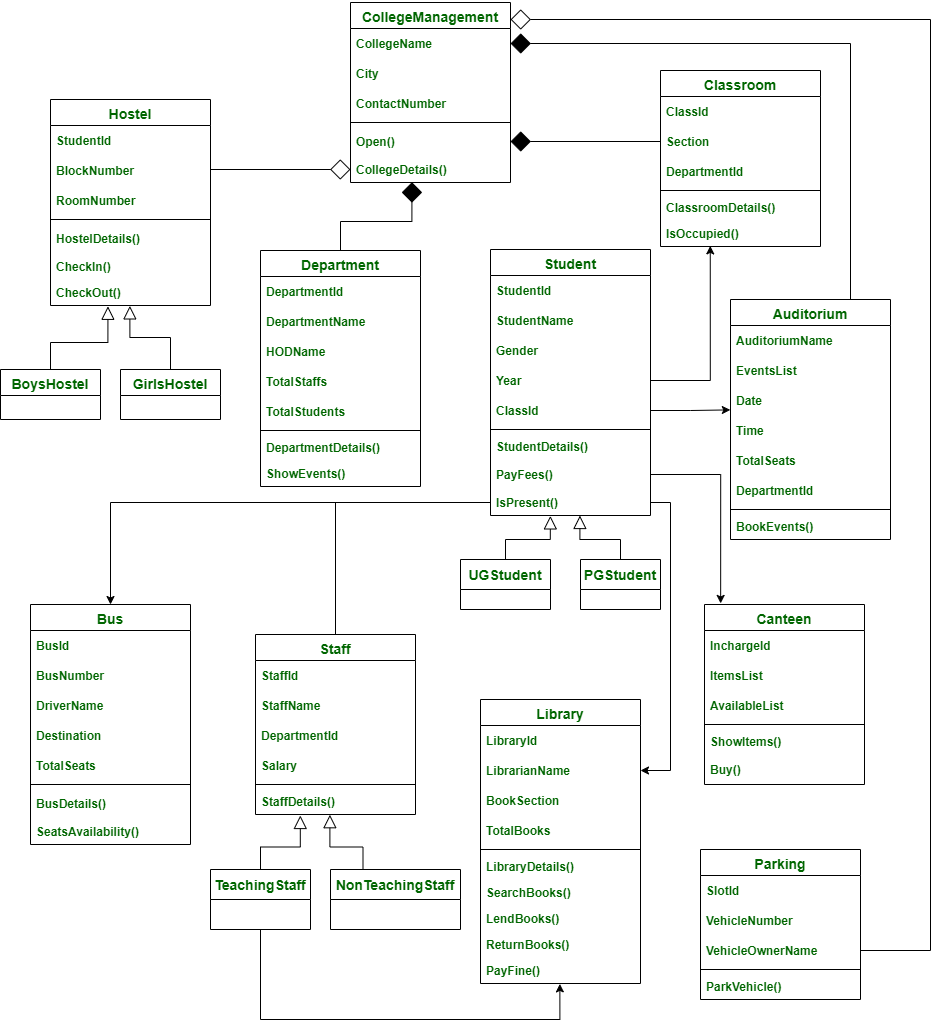 CollegeManagement
CollegeName
City
ContactNumber
Open()
CollegeDetails()
Hostel
StudentId
BlockNumber
RoomNumber
HostelDetails()
CheckIn()
CheckOut()
BoysHostel
GirlsHostel
Classroom
ClassId
Section
DepartmentId
ClassroomDetails()
IsOccupied()
Department
DepartmentId
DepartmentName
HODName
TotalStaffs
TotalStudents
DepartmentDetails()
ShowEvents()
Student
StudentId
StudentName
Gender
Year
ClassId
StudentDetails()
PayFees()
IsPresent()
UGStudent
PGStudent
Auditorium
AuditoriumName
EventsList
Date
Time
TotalSeats
DepartmentId
BookEvents()
Bus
BusId
BusNumber
DriverName
Destination
TotalSeats
BusDetails()
SeatsAvailability()
Staff
StaffId
StaffName
DepartmentId
Salary
StaffDetails()
TeachingStaff
NonTeachingStaff
Library
LibraryId
LibrarianName
BookSection
TotalBooks
LibraryDetails()
SearchBooks()
LendBooks()
ReturnBooks()
PayFine()
Canteen
InchargeId
ItemsList
AvailableList
ShowItems()
Buy()
Parking
SlotId
VehicleNumber
VehicleOwnerName
ParkVehicle()